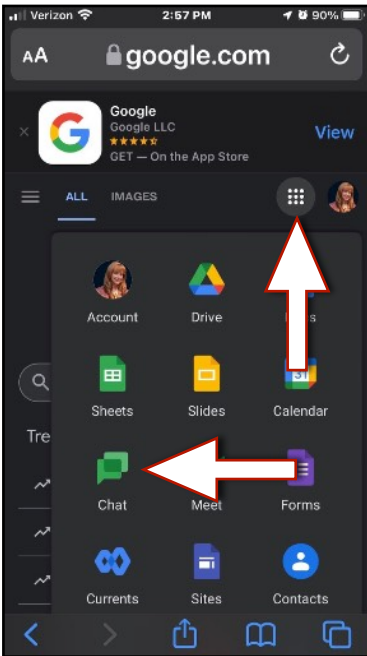 Verizon 2:57 PM 90%
AA google.com
Google
Google LLC
GET — On the App Store
View
ALL IMAGES
Account Drive
Sheets Slides Calendar
31
Tre
Chat Meet Forms
Currents Sites Contacts